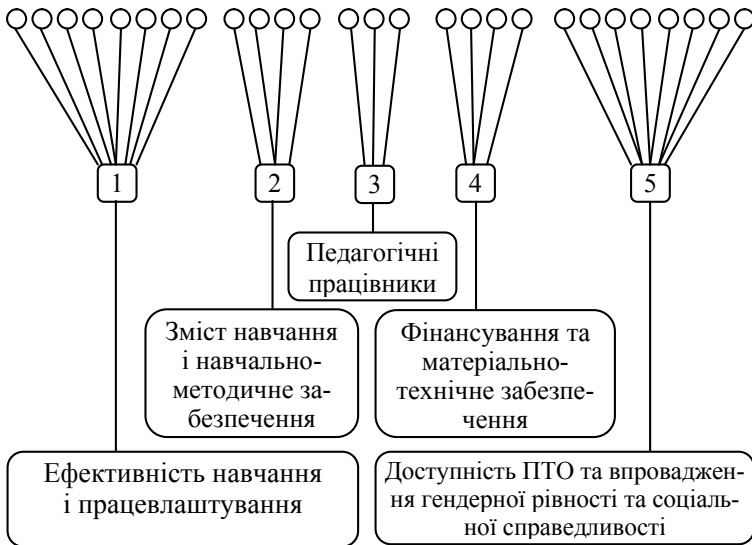 1
2
3
4
5
Педагогічні
працівники
Зміст навчання
і навчально-
методичне за-
безпечення
Фінансування та
матеріально-
технічне забезпе-
чення
Ефективність навчання
і працевлаштування
Доступність ПТО та впроваджен-
ня гендерної рівності та соціаль-
ної справедливості